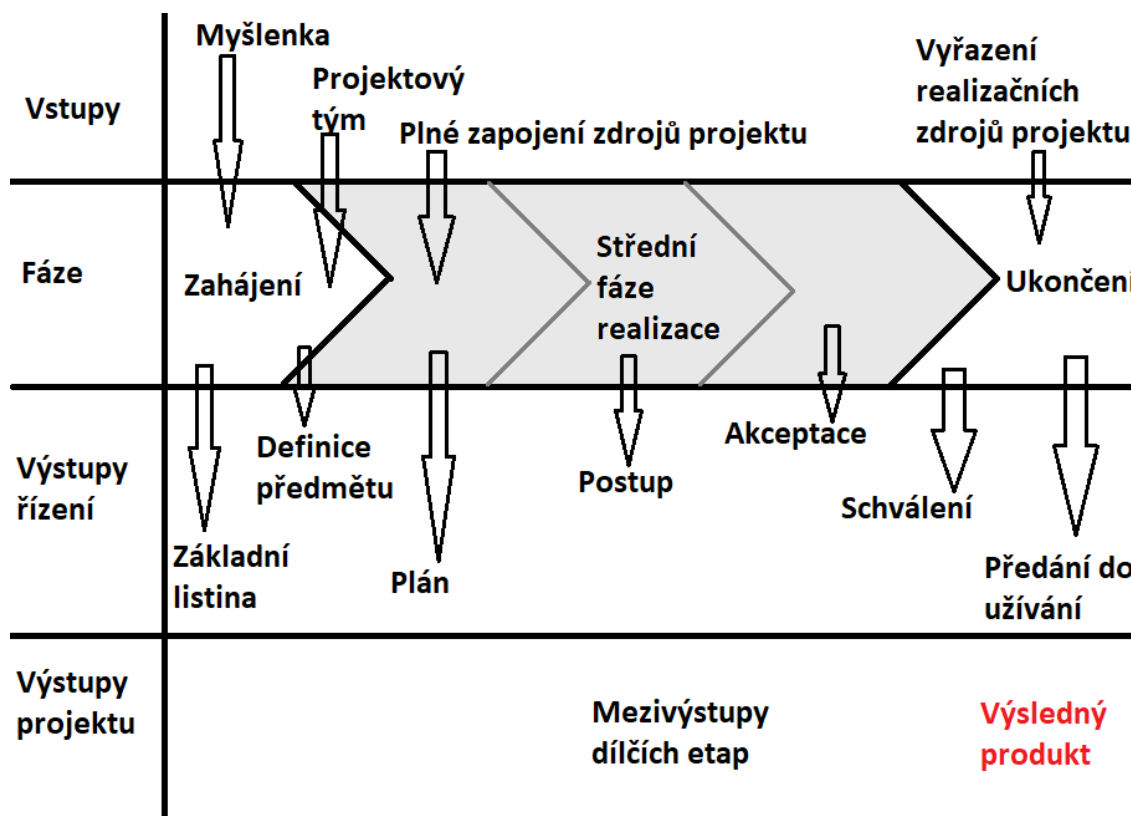 Myšlenka
Projektový
tým
Plné zapojení zdrojů projektu
Vyřazení
realizačních
zdrojů projektu
Vstupy
Fáze
Zahájení
Střední
fáze
realizace
Ukončení
Výstupy
řízení
Základní
listina
Definice
předmětu
Plán
Postup
Akceptace
Schválení
Předání do
užívání
Výstupy
projektu
Mezivýstupy
dílčích etap
Výsledný
produkt